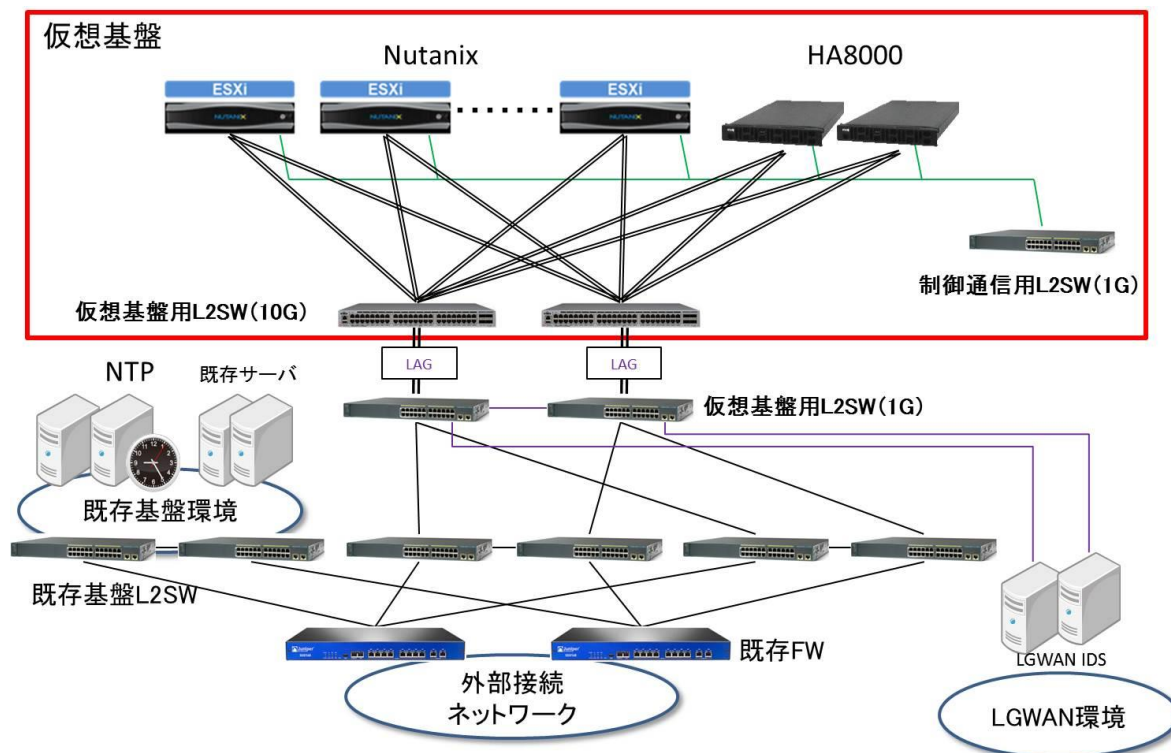 仮想基盤
Nutanix
HA8000
ESXi
ESXi
ESXi
NUTANIX
NUTANIX
NUTANIX
制御通信用L2SW(1G)
仮想基盤用L2SW(10G)
LAG
LAG
NTP
既存サーバ
仮想基盤用L2SW(1G)
既存基盤環境
既存基盤L2SW
既存FW
外部接続
ネットワーク
LGWAN IDS
LGWAN環境